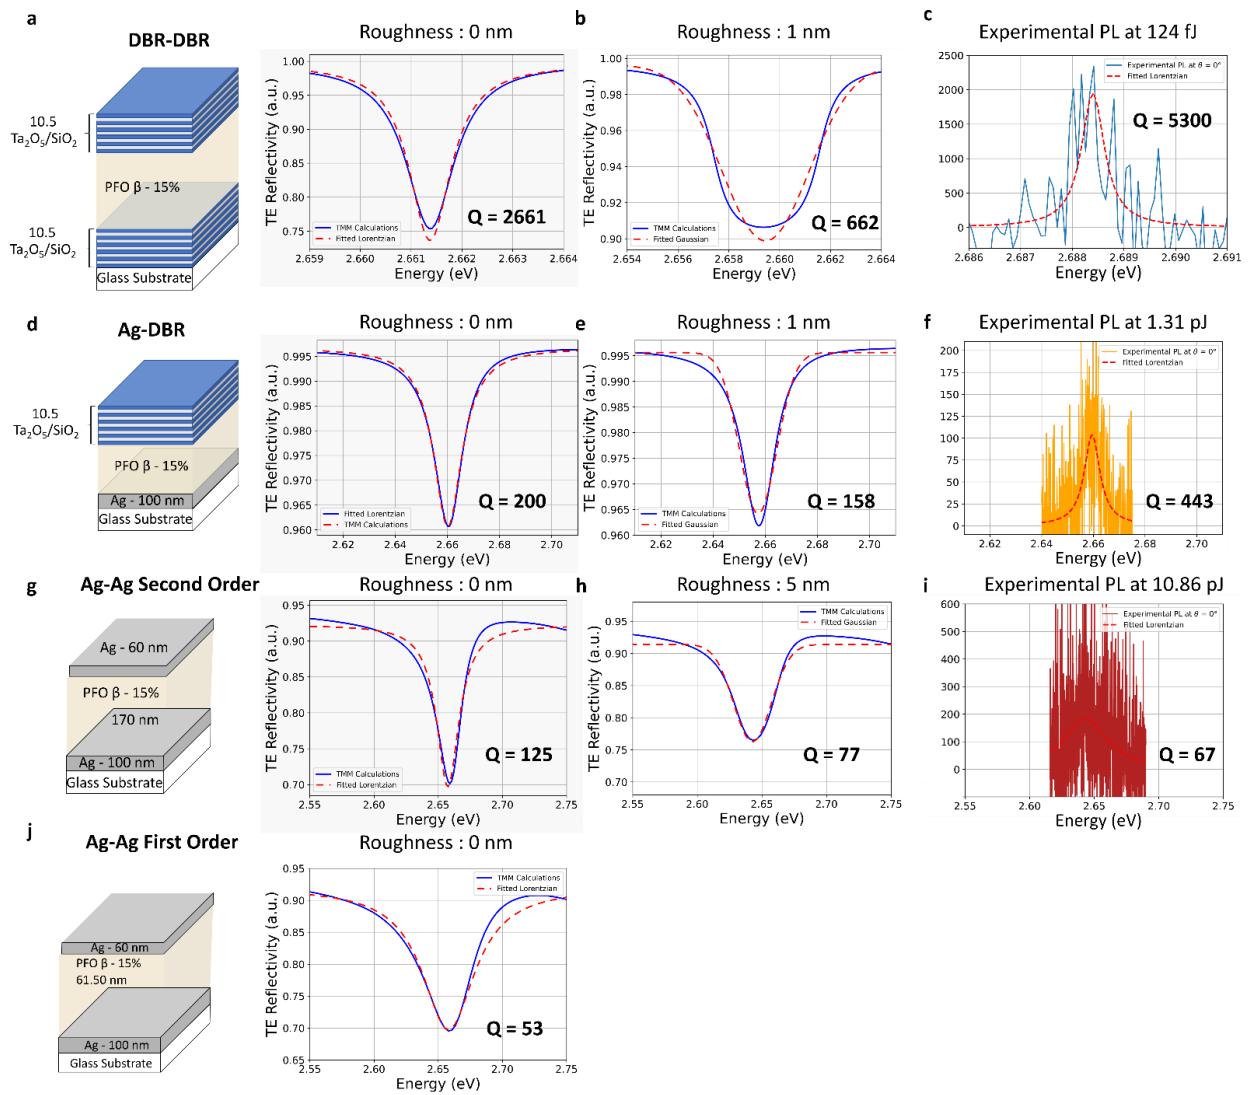 a
DBR-DBR
10.5
Ta₂O₅/SiO₂
PFO β - 15%
10.5
Ta₂O₅/SiO₂
Glass Substrate
Roughness : 0 nm
TE Reflectivity (a.u.)
1.00
0.95
0.90
0.85
0.80
0.75
TMM Calculations
Fitted Lorentzian
Q = 2661
2.659 2.660 2.661 2.662 2.663 2.664
Energy (eV)
b
Roughness : 1 nm
TE Reflectivity (a.u.)
1.00
0.98
0.96
0.94
0.92
0.90
TMM Calculations
Fitted Gaussian
Q = 662
2.654 2.656 2.658 2.660 2.662 2.664
Energy (eV)
c
Experimental PL at 124 fJ
2500
2000
1500
1000
500
0
Experimental PL at θ = 0°
Fitted Lorentzian
Q = 5300
2.686 2.687 2.688 2.689 2.690 2.691
Energy (eV)
d
Ag-DBR
10.5
Ta₂O₅/SiO₂
PFO β - 15%
Ag - 100 nm
Glass Substrate
Roughness : 0 nm
TE Reflectivity (a.u.)
0.995
0.990
0.985
0.980
0.975
0.970
0.965
0.960
Fitted Lorentzian
TMM Calculations
Q = 200
2.62 2.64 2.66 2.68 2.70
Energy (eV)
e
Roughness : 1 nm
TE Reflectivity (a.u.)
0.995
0.990
0.985
0.980
0.975
0.970
0.965
0.960
TMM Calculations
Fitted Gaussian
Q = 158
2.62 2.64 2.66 2.68 2.70
Energy (eV)
f
Experimental PL at 1.31 pJ
200
175
150
125
100
75
50
25
0
Experimental PL at θ = 0°
Fitted Lorentzian
Q = 443
2.62 2.64 2.66 2.68 2.70
Energy (eV)
g
Ag-Ag Second Order
Ag - 60 nm
PFO β - 15%
170 nm
Ag - 100 nm
Glass Substrate
Roughness : 0 nm
TE Reflectivity (a.u.)
0.95
0.90
0.85
0.80
0.75
0.70
TMM Calculations
Fitted Lorentzian
Q = 125
2.55 2.60 2.65 2.70 2.75
Energy (eV)
h
Roughness : 5 nm
TE Reflectivity (a.u.)
0.95
0.90
0.85
0.80
0.75
0.70
TMM Calculations
Fitted Gaussian
Q = 77
2.55 2.60 2.65 2.70 2.75
Energy (eV)
i
Experimental PL at 10.86 pJ
600
500
400
300
200
100
0
Experimental PL at θ = 0°
Fitted Lorentzian
Q = 67
2.55 2.60 2.65 2.70 2.75
Energy (eV)
j
Ag-Ag First Order
Ag - 60 nm
PFO β - 15%
61.50 nm
Ag - 100 nm
Glass Substrate
Roughness : 0 nm
TE Reflectivity (a.u.)
0.95
0.90
0.85
0.80
0.75
0.70
0.65
TMM Calculations
Fitted Lorentzian
Q = 53
2.55 2.60 2.65 2.70 2.75
Energy (eV)